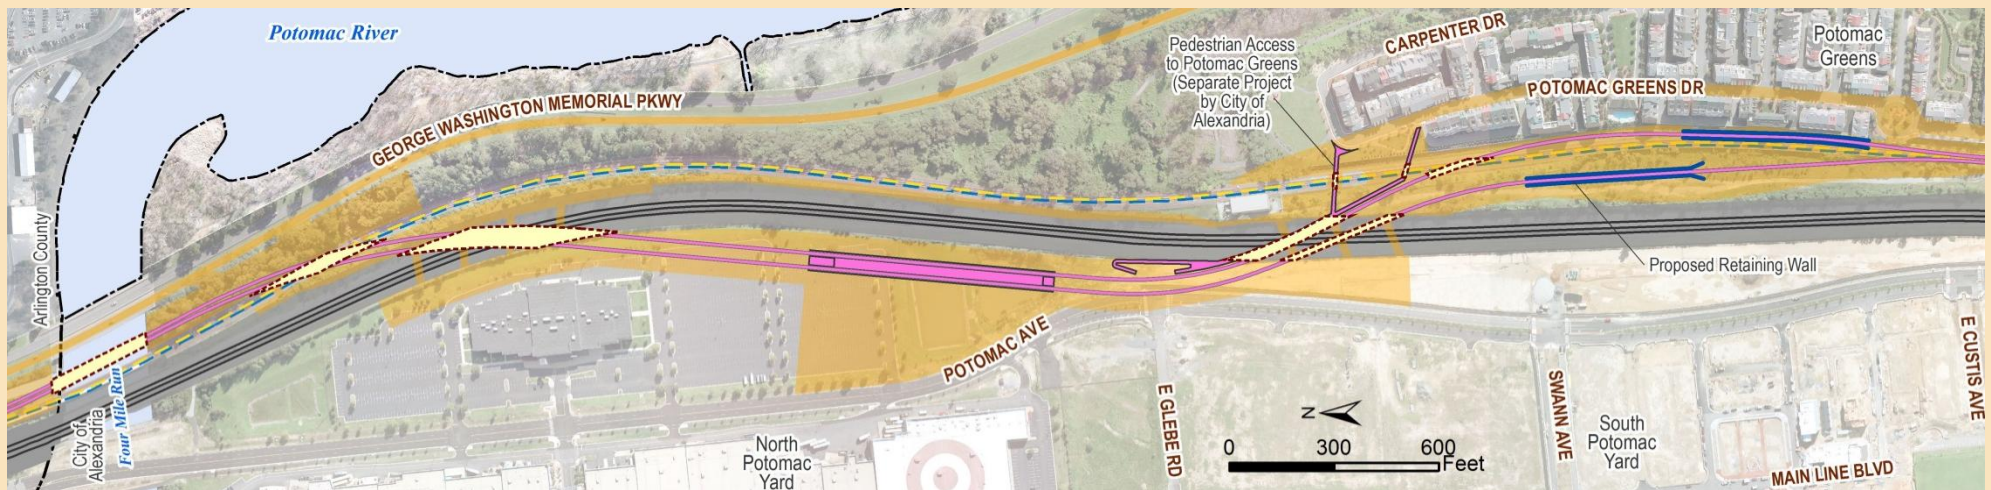 Potomac River
GEORGE WASHINGTON MEMORIAL PKWY
Pedestrian Access
to Potomac Greens
(Separate Project
by City of
Alexandria)
CARPENTER DR
Potomac
Greens
POTOMAC GREENS DR
Arlington County
City of
Alexandria
Four Mile Run
Proposed Retaining Wall
POTOMAC AVE
E GLEBE RD
North
Potomac
Yard
N
0 300 600
Feet
SWANN AVE
South
Potomac
Yard
E CUSTIS AVE
MAIN LINE BLVD